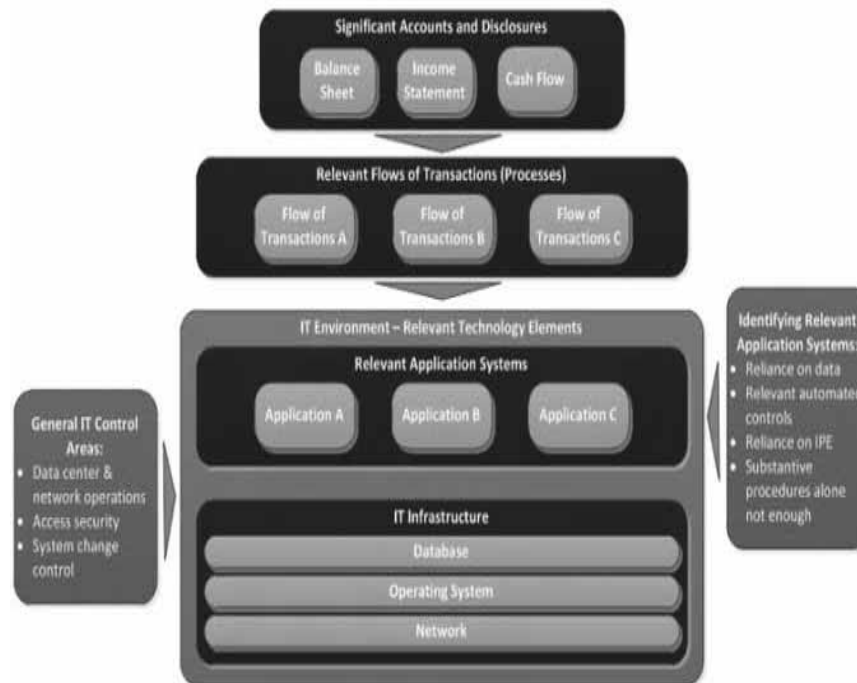 Significant Accounts and Disclosures
Balance
Sheet
Income
Statement
Cash Flow
Relevant Flows of Transactions (Processes)
Flow of
Transactions A
Flow of
Transactions B
Flow of
Transactions C
IT Environment – Relevant Technology Elements
Relevant Application Systems
Application A
Application B
Application C
IT Infrastructure
Database
Operating System
Network
General IT Control
Areas:
• Data center &
network operations
• Access security
• System change
control
Identifying Relevant
Application Systems:
• Reliance on data
• Relevant automated
controls
• Reliance on IPE
• Substantive
procedures alone
not enough